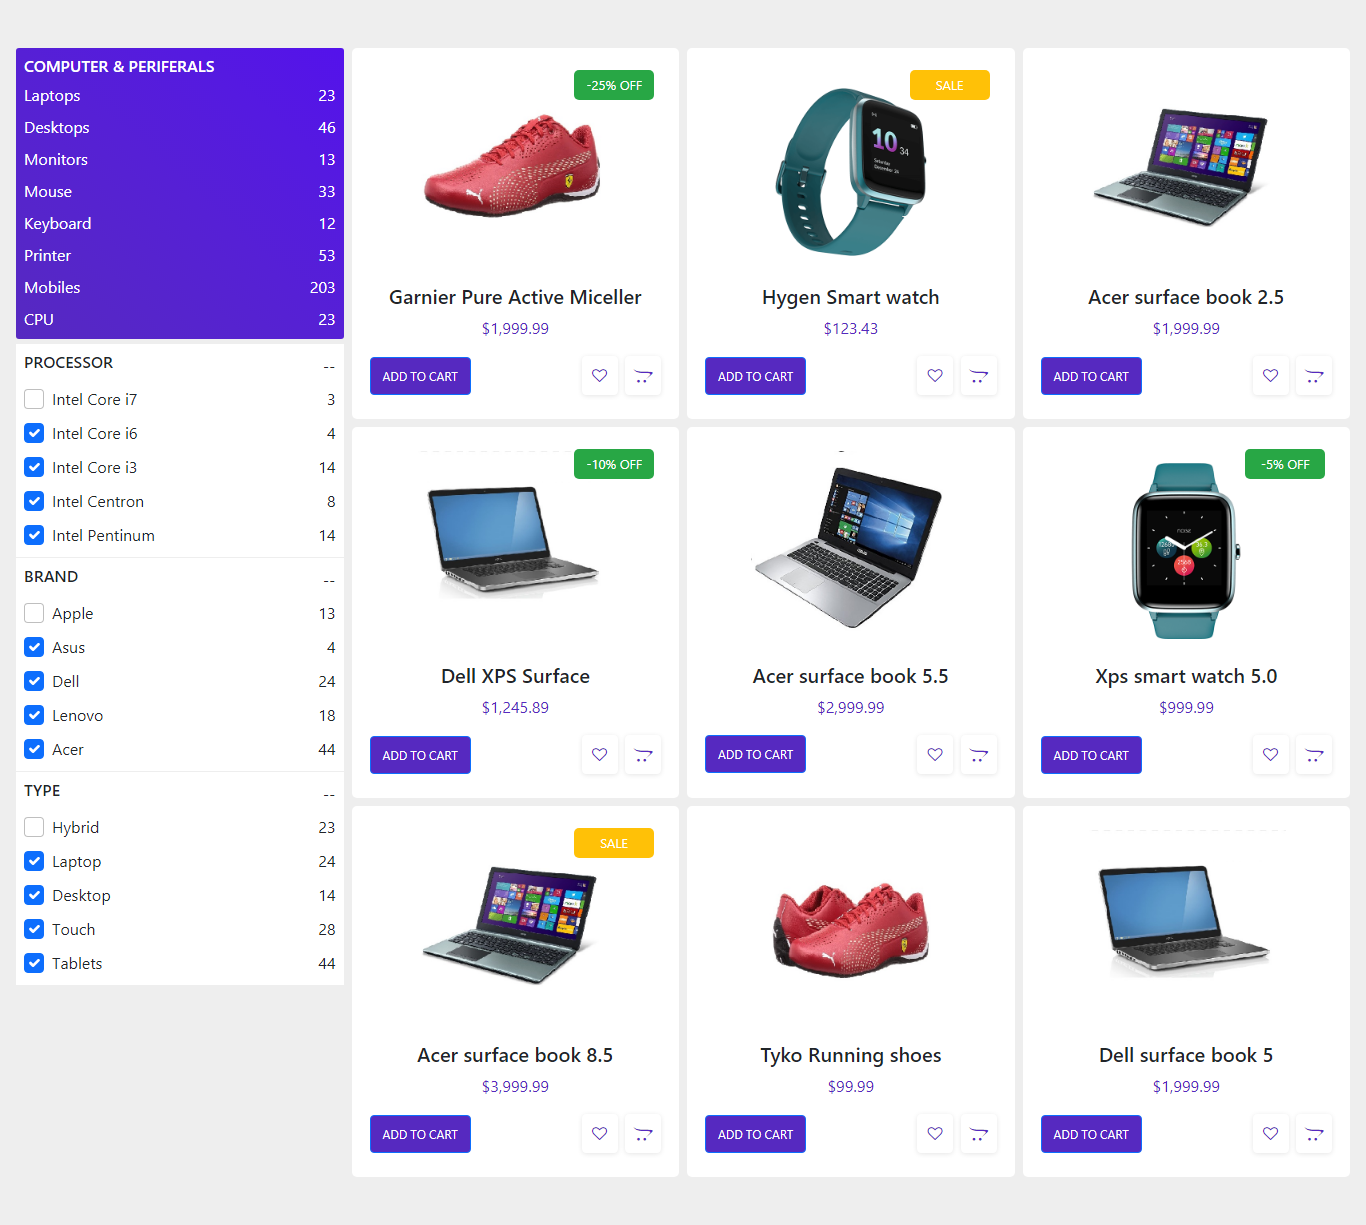 COMPUTER & PERIFERALS
Laptops 23
Desktops 46
Monitors 13
Mouse 33
Keyboard 12
Printer 53
Mobiles 203
CPU 23
PROCESSOR --
Intel Core i7 3
Intel Core i6 4
Intel Core i3 14
Intel Centron 8
Intel Pentinum 14
BRAND --
Apple 13
Asus 4
Dell 24
Lenovo 18
Acer 44
TYPE --
Hybrid 23
Laptop 24
Desktop 14
Touch 28
Tablets 44
-25% OFF
Garnier Pure Active Miceller
$1,999.99
ADD TO CART
SALE
10
34
Saturday
December 24
Hygen Smart watch
$123.43
ADD TO CART
Acer surface book 2.5
$1,999.99
ADD TO CART
-10% OFF
Dell XPS Surface
$1,245.89
ADD TO CART
ASUS
Acer surface book 5.5
$2,999.99
ADD TO CART
-5% OFF
noise
36.3
2568
Xps smart watch 5.0
$999.99
ADD TO CART
SALE
Acer surface book 8.5
$3,999.99
ADD TO CART
Tyko Running shoes
$99.99
ADD TO CART
Dell surface book 5
$1,999.99
ADD TO CART